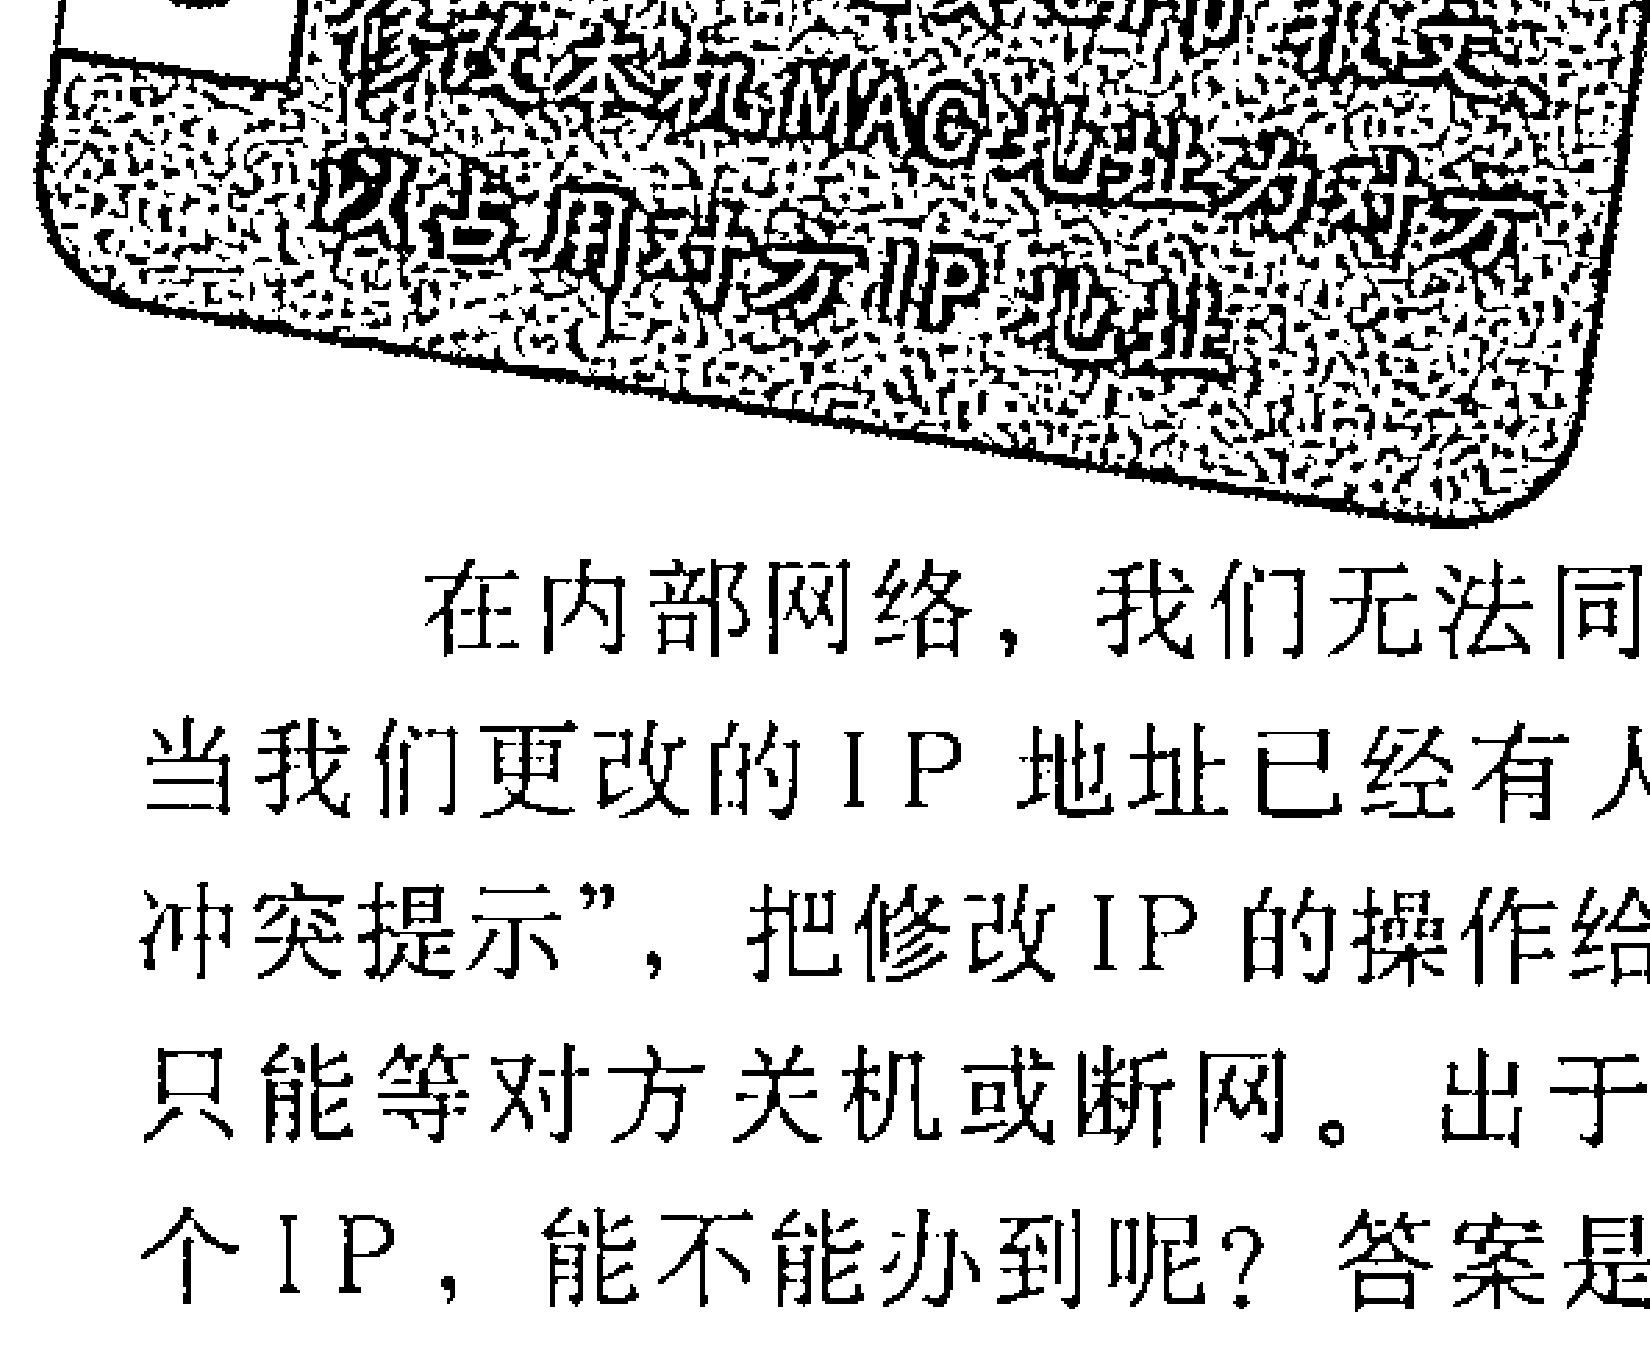 修改本机MAC地址为对方
以占用对方IP地址
在内部网络，我们无法同
当我们更改的IP 地址已经有人
冲突提示”，把修改IP 的操作给
只能等对方关机或断网。出于
个IP，能不能办到呢？答案是